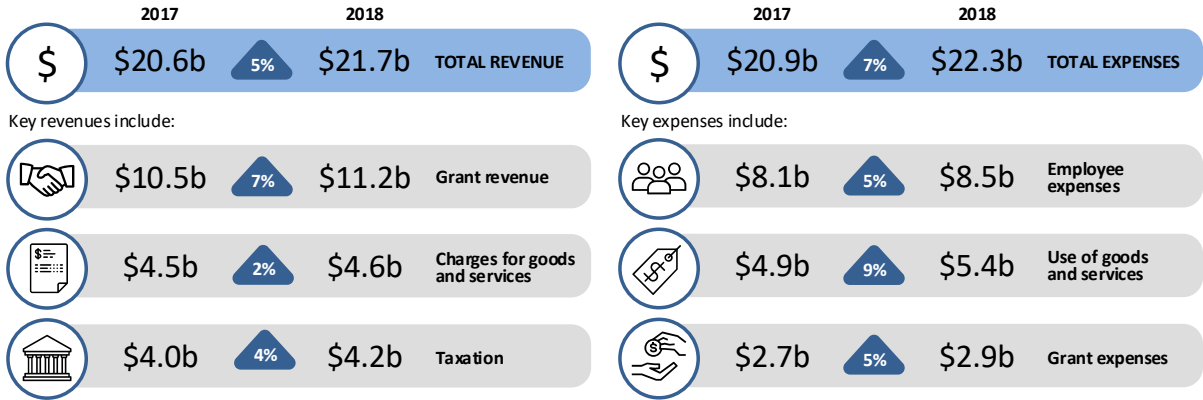 2017 2018
$ $20.6b 5% $21.7b TOTAL REVENUE
Key revenues include:
$10.5b 7% $11.2b Grant revenue
$ $4.5b 2% $4.6b Charges for goods
and services
$4.0b 4% $4.2b Taxation
2017 2018
$ $20.9b 7% $22.3b TOTAL EXPENSES
Key expenses include:
$8.1b 5% $8.5b Employee
expenses
$ $4.9b 9% $5.4b Use of goods
and services
$ $2.7b 5% $2.9b Grant expenses